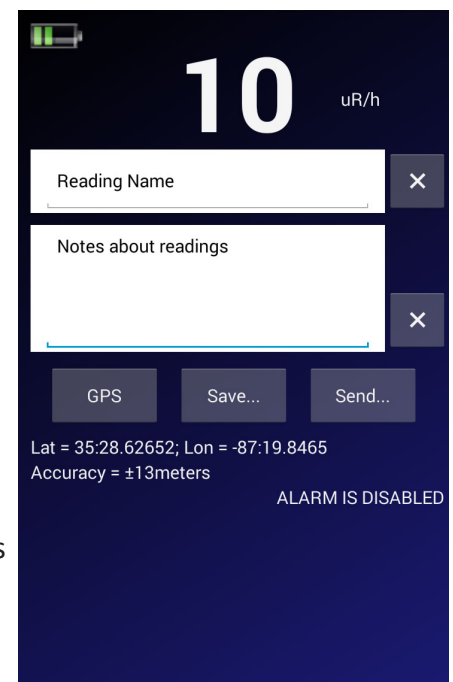 10 uR/h
Reading Name
×
Notes about readings
×
GPS Save... Send...
Lat = 35:28.62652; Lon = -87:19.8465
Accuracy = ±13meters
ALARM IS DISABLED
s